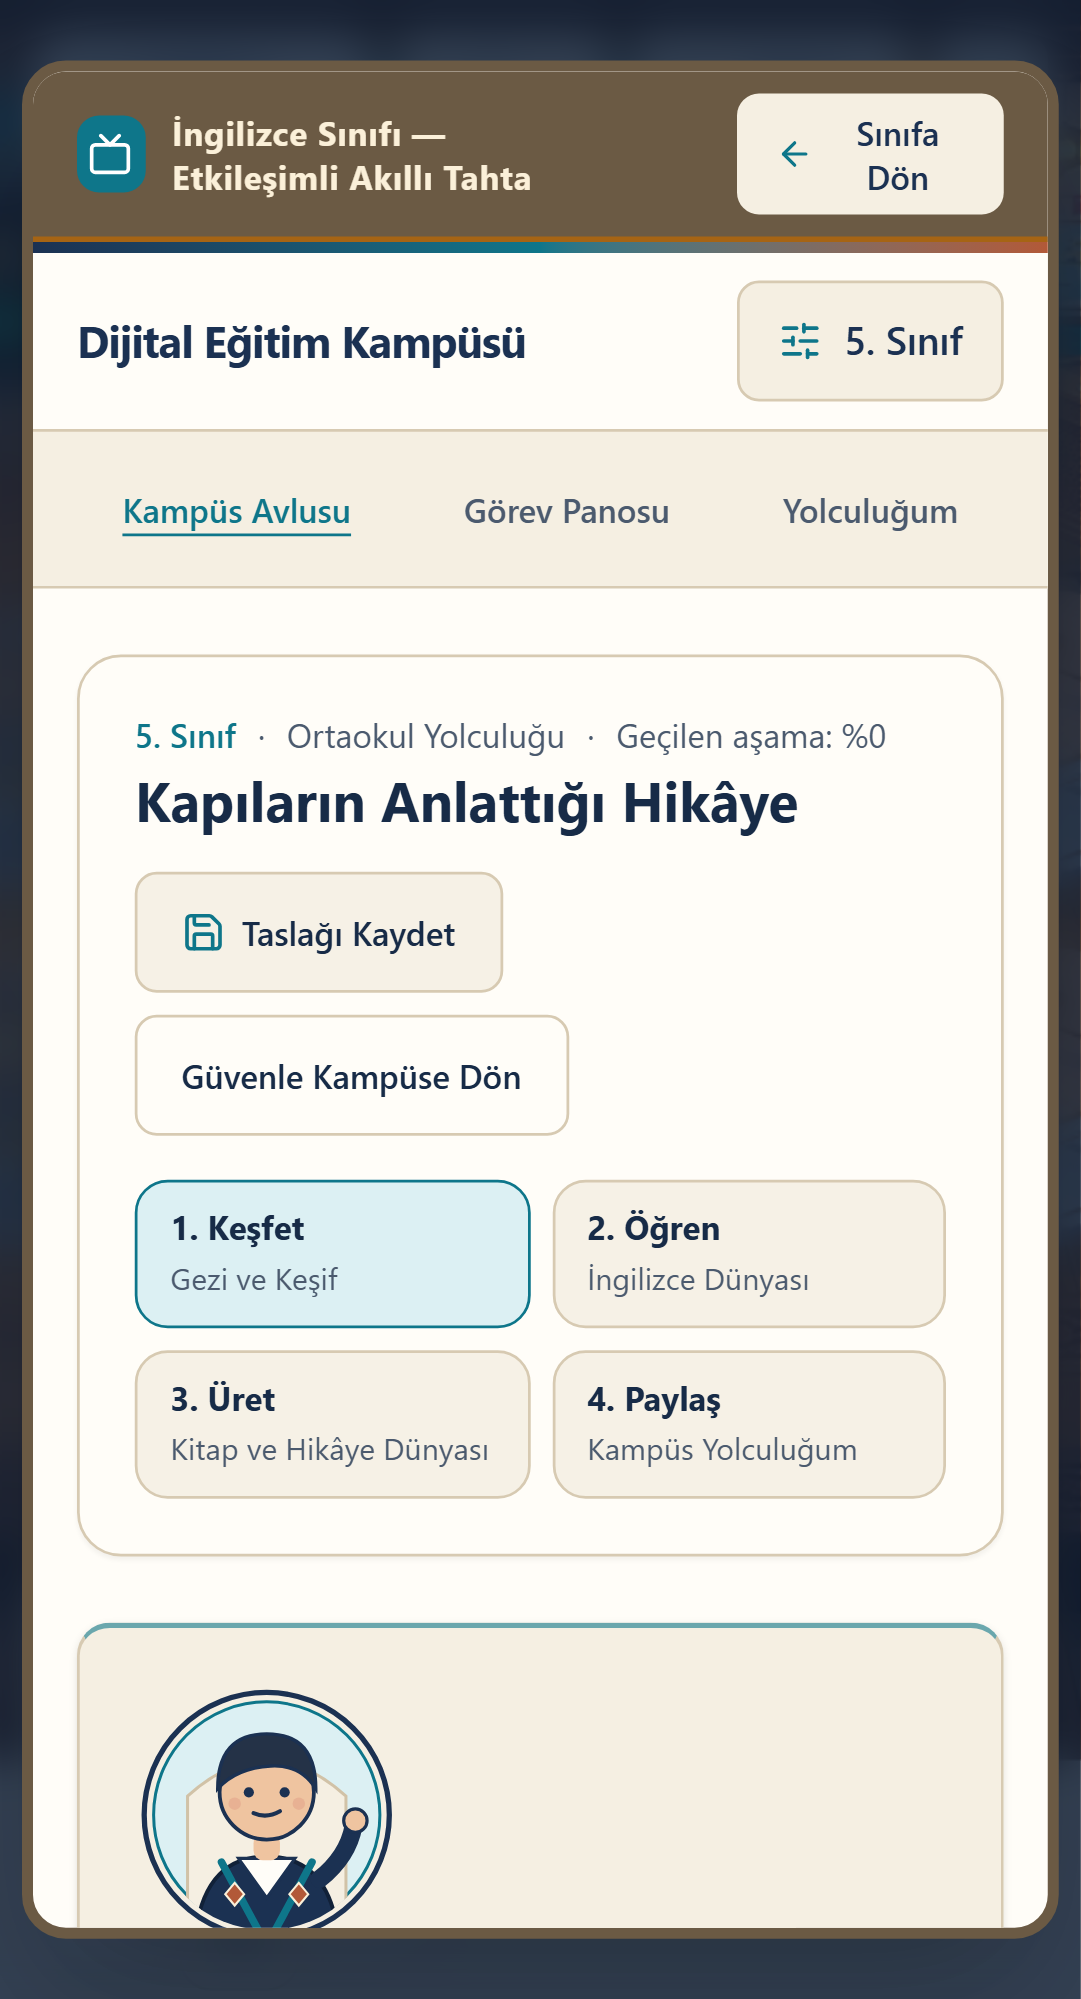 İngilizce Sınıfı —
Etkileşimli Akıllı Tahta
Sınıfa
Dön
Dijital Eğitim Kampüsü
5. Sınıf
Kampüs Avlusu
Görev Panosu
Yolculuğum
5. Sınıf · Ortaokul Yolculuğu · Geçilen aşama: %0
Kapıların Anlattığı Hikâye
Taslağı Kaydet
Güvenle Kampüse Dön
1. Keşfet
Gezi ve Keşif
2. Öğren
İngilizce Dünyası
3. Üret
Kitap ve Hikâye Dünyası
4. Paylaş
Kampüs Yolculuğum